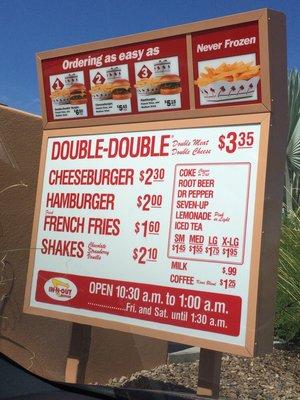 Ordering as easy as
Never Frozen
1
2
3
DOUBLE-DOUBLE® Double Meat $3.35
Double Cheese
CHEESEBURGER $2.30
HAMBURGER $2.00
Fresh
FRENCH FRIES $1.60
SHAKES Chocolate $2.10
Strawberry
Vanilla
COKE
ROOT BEER
DR PEPPER
SEVEN-UP
LEMONADE Pink or Light
ICED TEA
SM MED LG X-LG
$1.45 $1.55 $1.75 $1.95
MILK $.99
COFFEE $1.25
IN-N-OUT
OPEN 10:30 a.m. to 1:00 a.m.
Fri. and Sat. until 1:30 a.m.